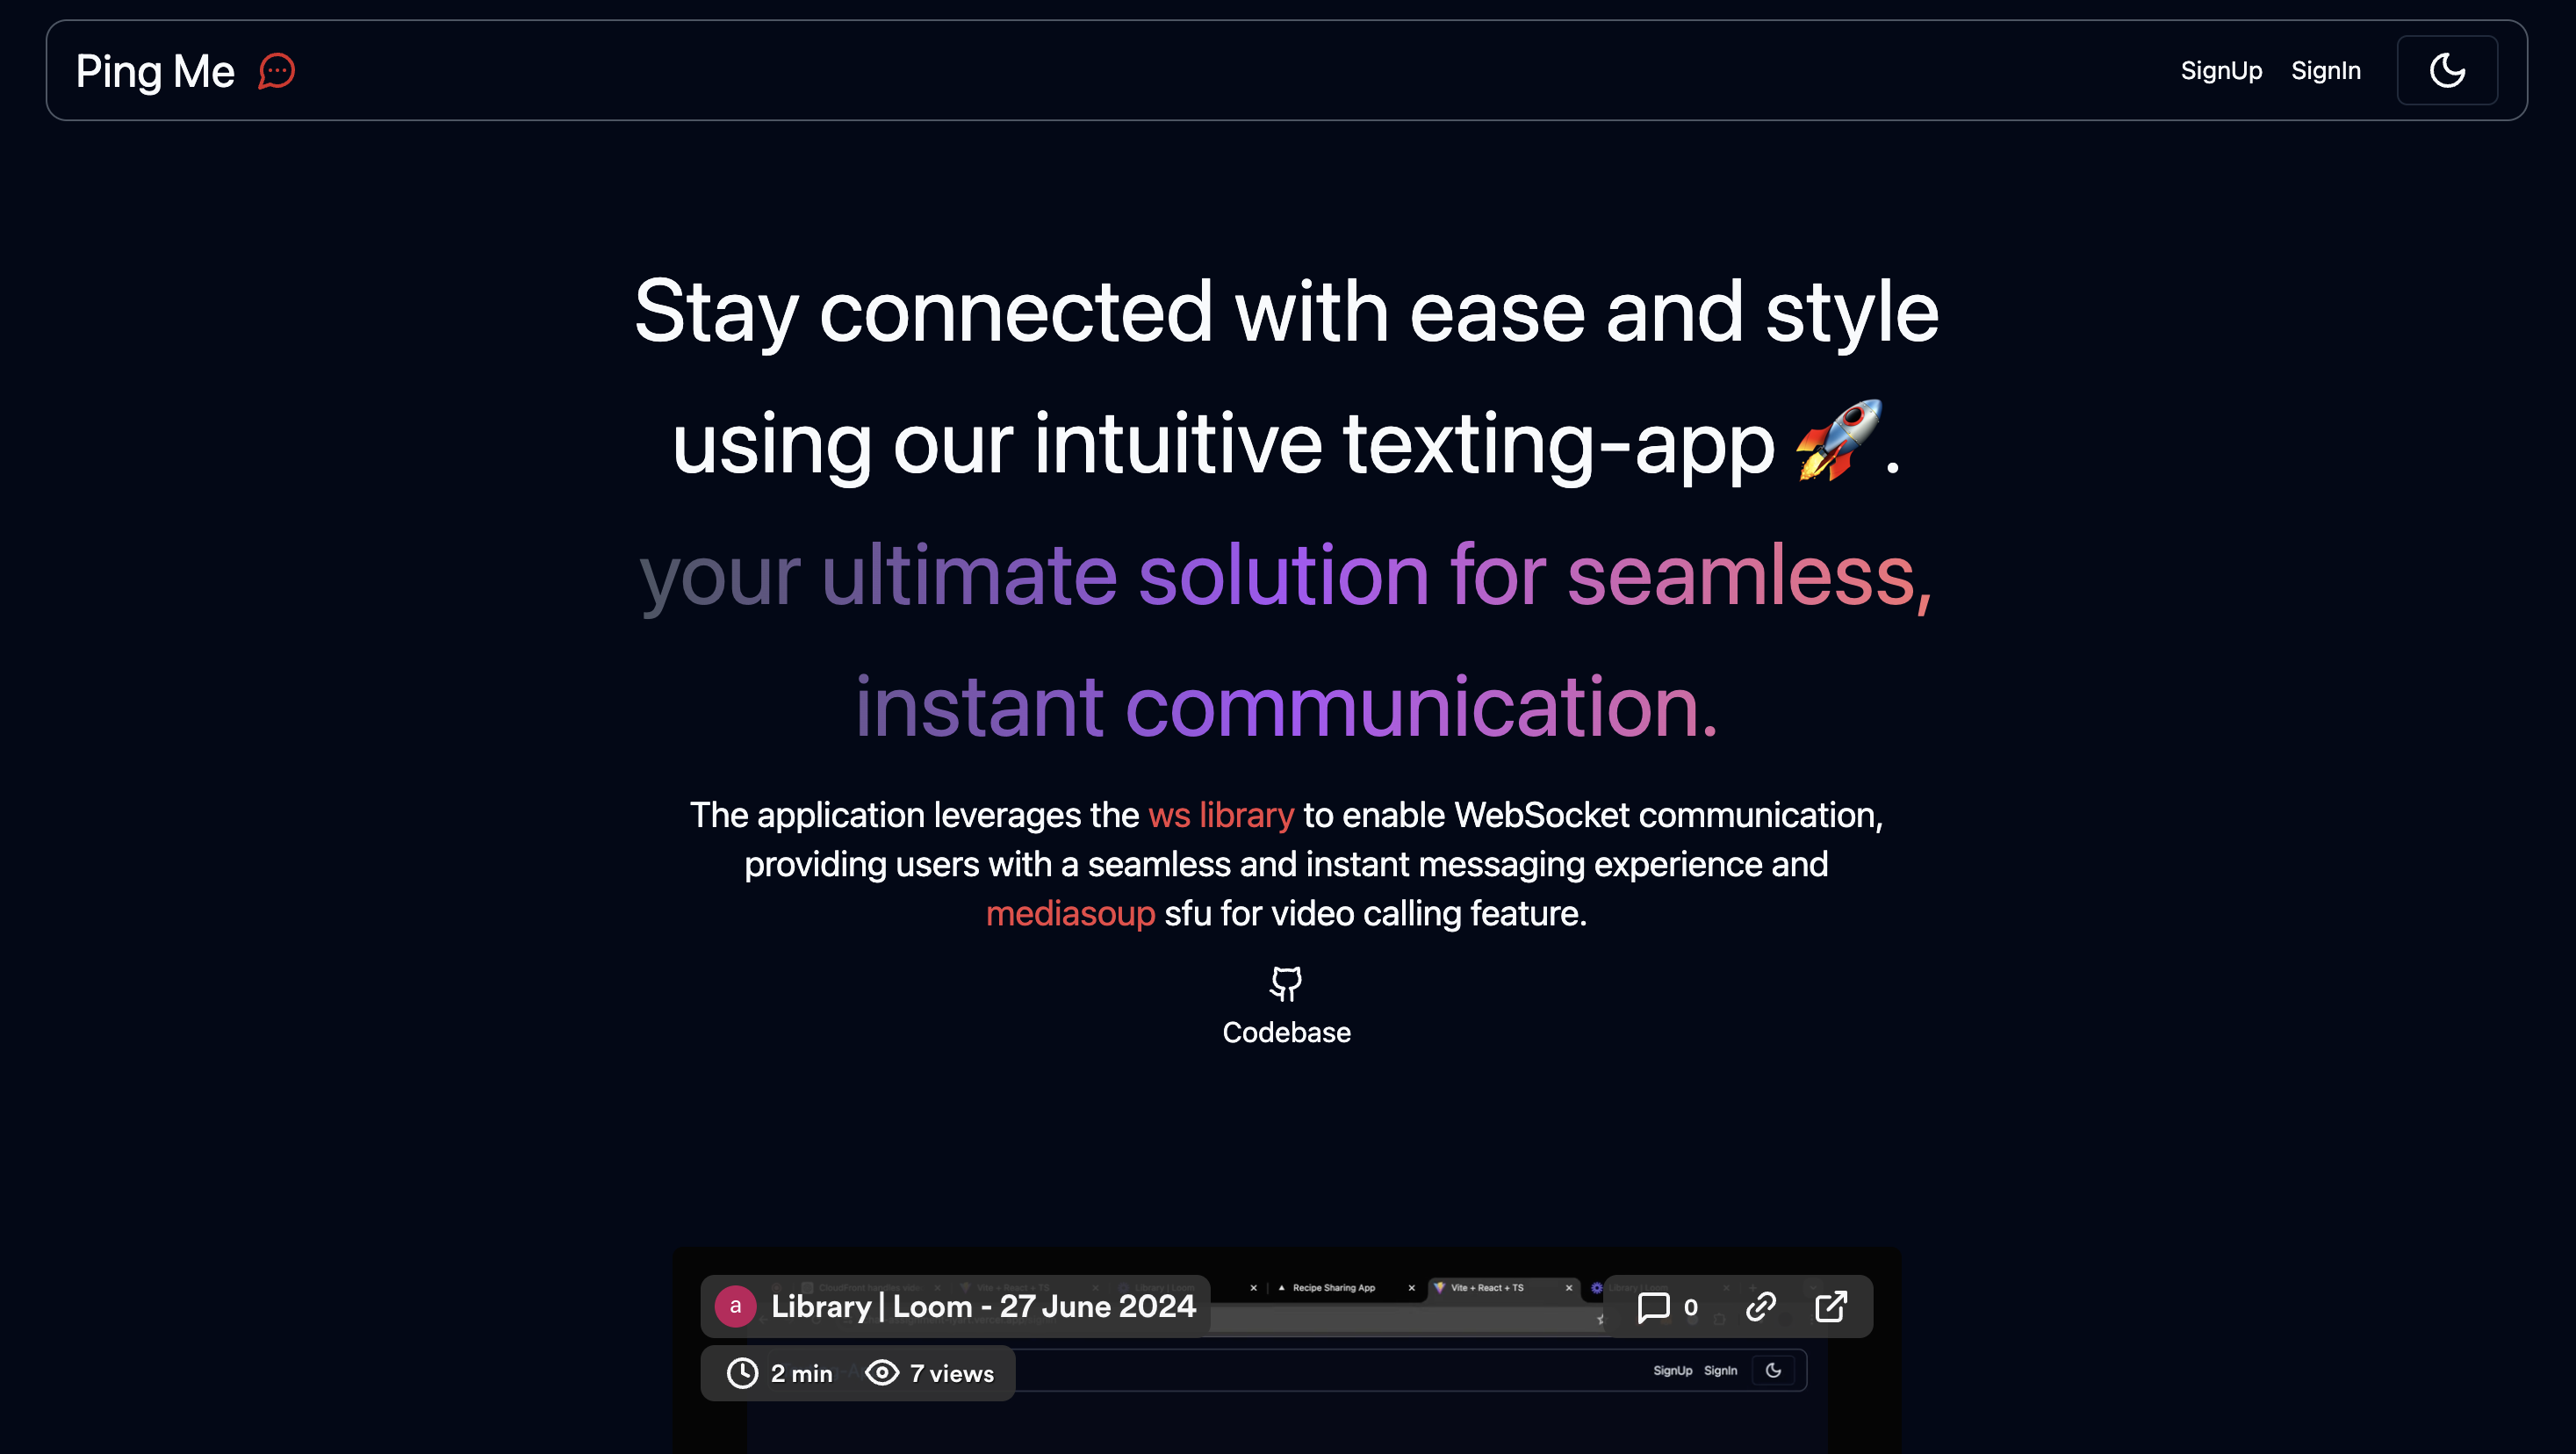 Ping Me
SignUp SignIn
Stay connected with ease and style
using our intuitive texting-app 🚀.
your ultimate solution for seamless,
instant communication.
The application leverages the ws library to enable WebSocket communication,
providing users with a seamless and instant messaging experience and
mediasoup sfu for video calling feature.
Codebase
Recipe Sharing App Vite + React + TS
a Library | Loom - 27 June 2024 0
2 min 7 views
SignUp SignIn